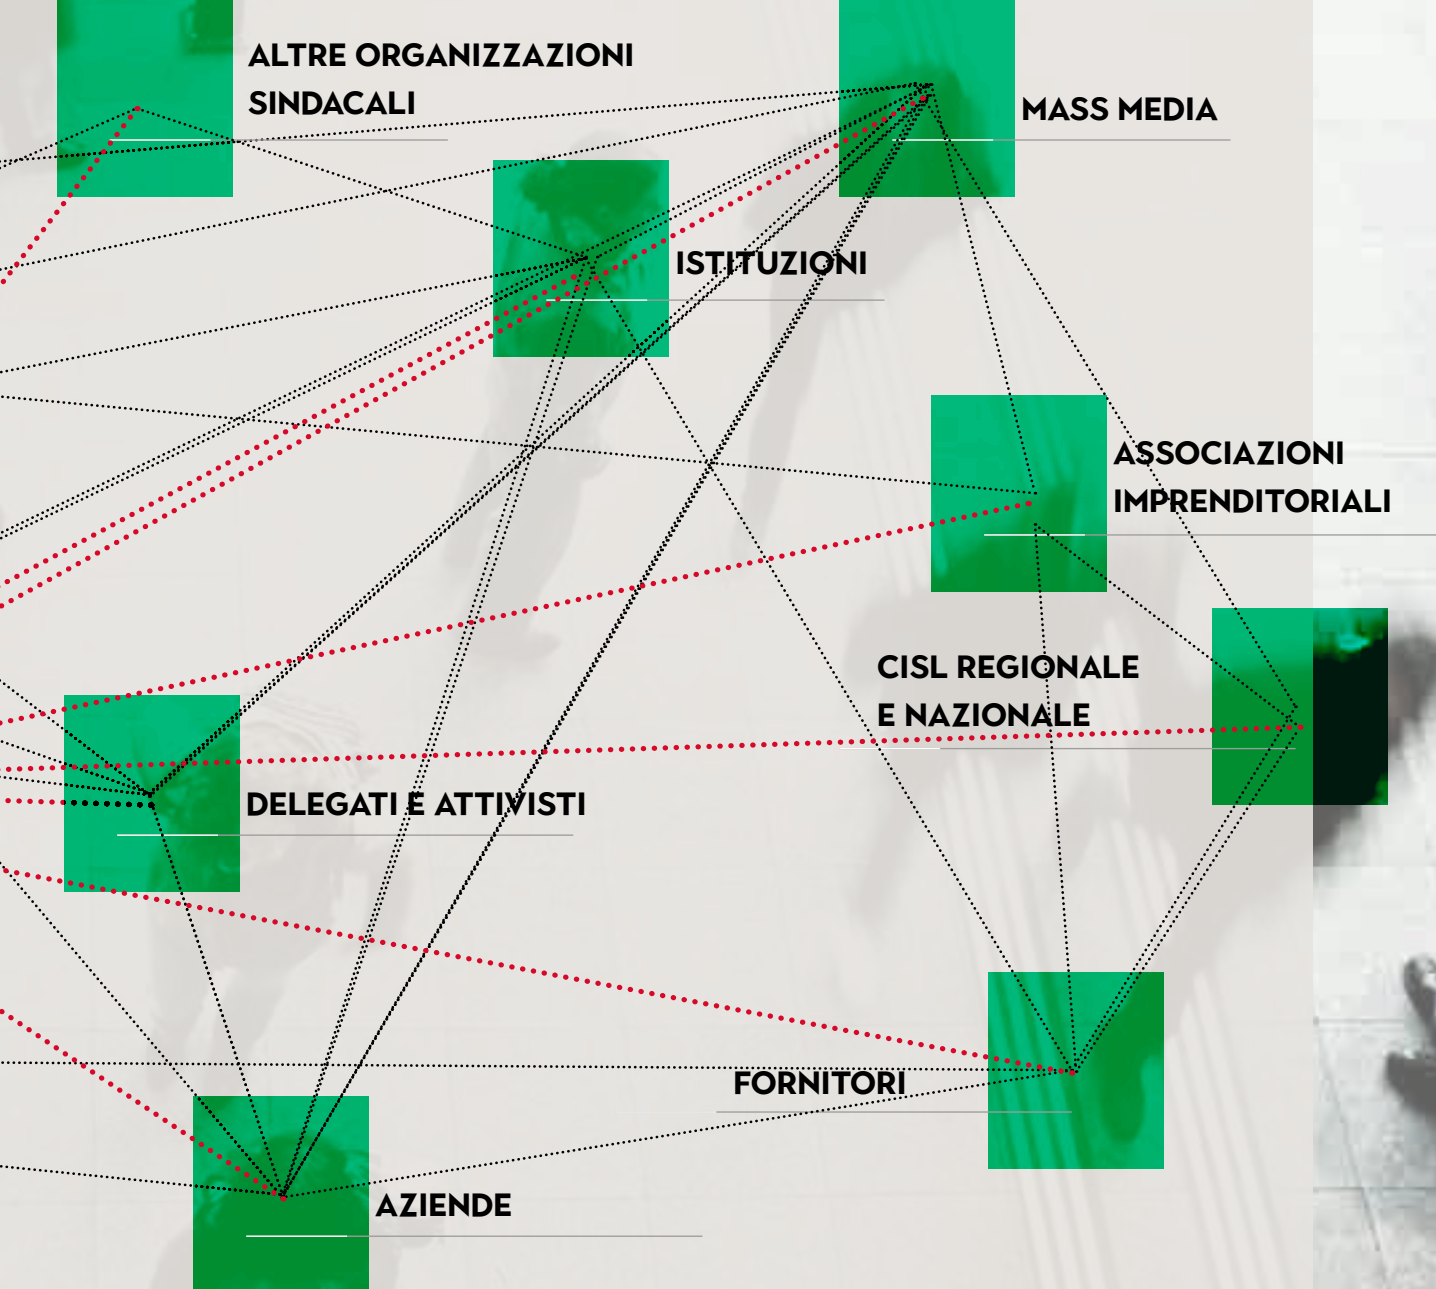 ALTRE ORGANIZZAZIONI
SINDACALI
MASS MEDIA
ISTITUZIONI
ASSOCIAZIONI
IMPRENDITORIALI
CISL REGIONALE
E NAZIONALE
DELEGATI E ATTIVISTI
FORNITORI
AZIENDE